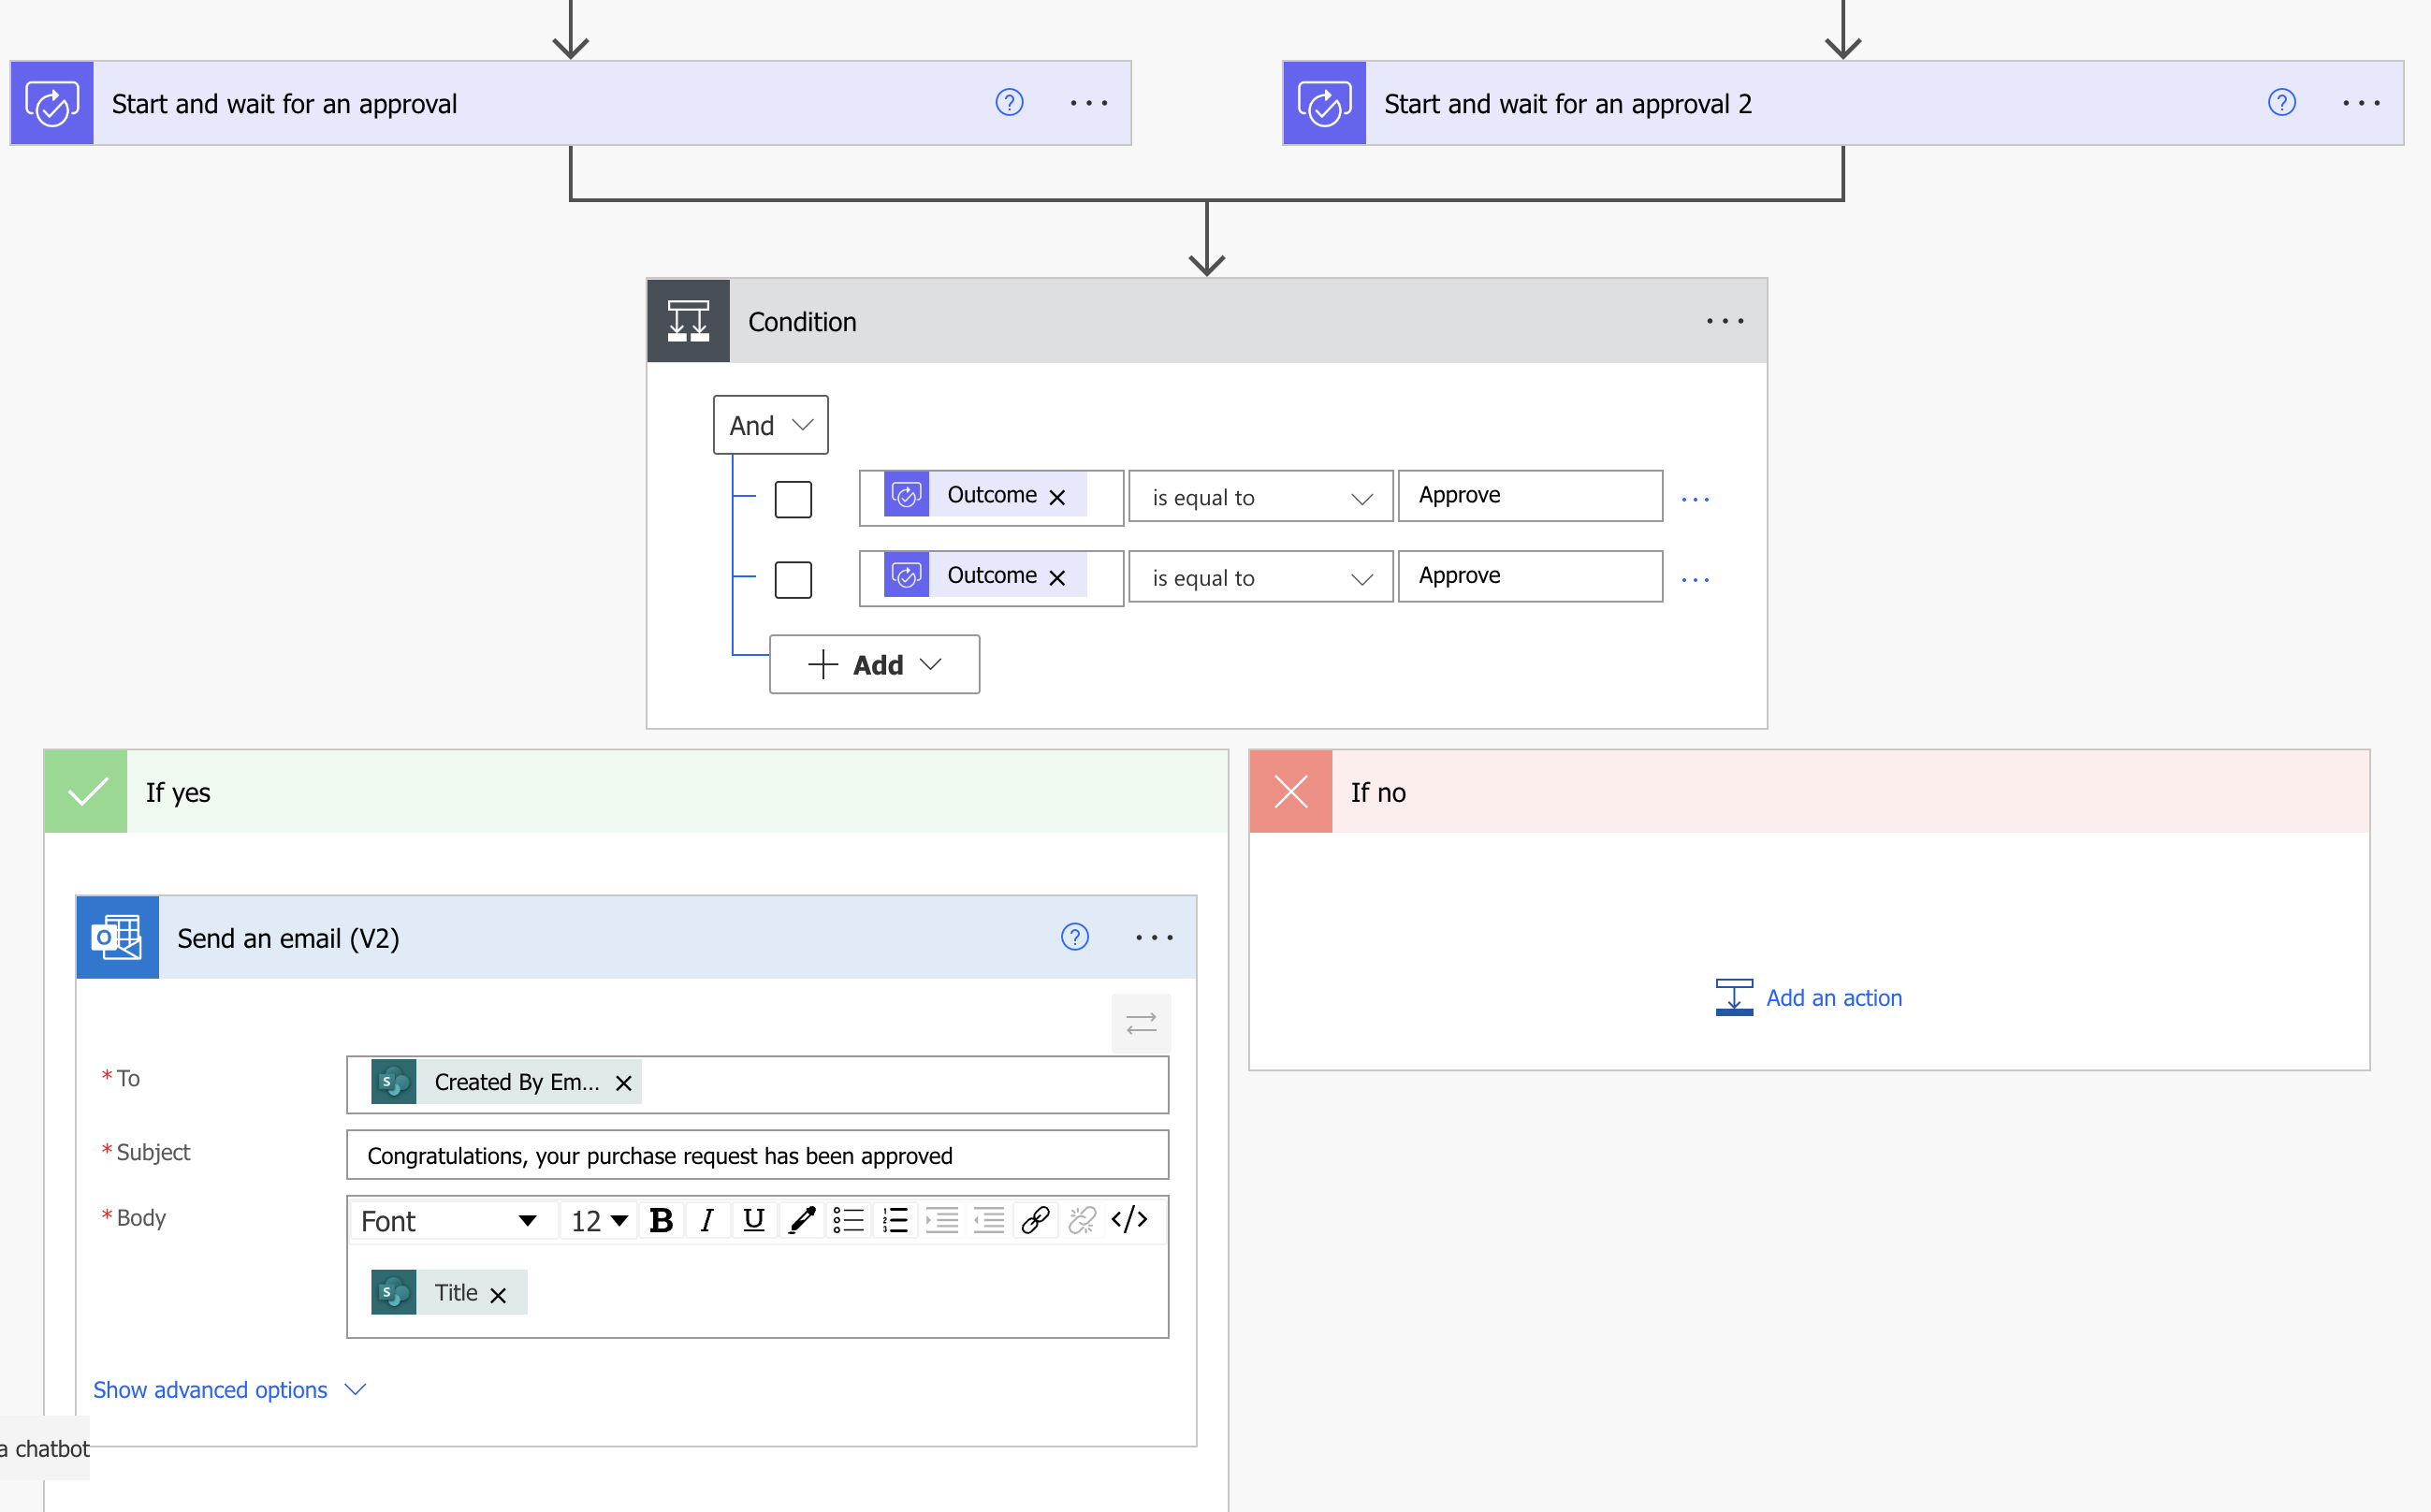 Start and wait for an approval
Start and wait for an approval 2
Condition
And
Outcome is equal to Approve
Outcome is equal to Approve
Add
If yes
If no
Send an email (V2)
Add an action
* To Created By Em...
* Subject Congratulations, your purchase request has been approved
* Body Font 12 B I U </>
Title
Show advanced options
a chatbot